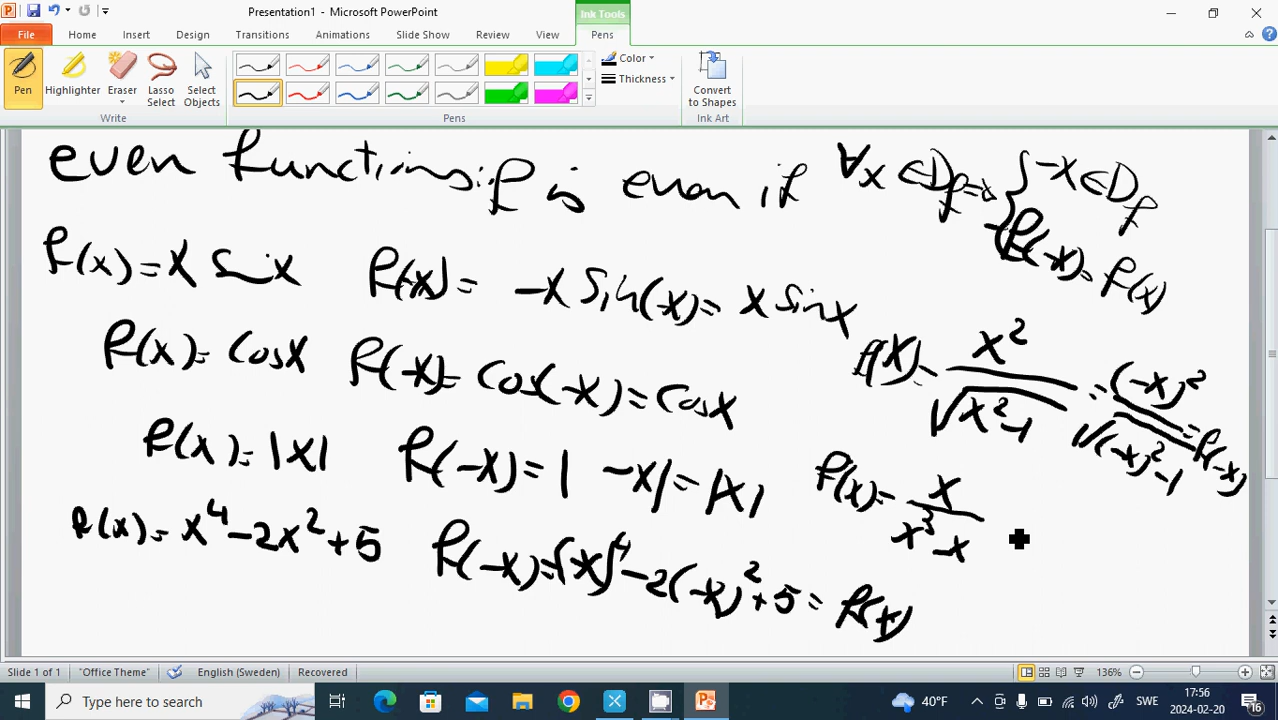 Presentation1 - Microsoft PowerPoint
Ink Tools
File Home Insert Design Transitions Animations Slide Show Review View Pens
Pen Highlighter Eraser Lasso Select Select Objects
Color
Thickness
Convert to Shapes
Write Pens Ink Art
even functions: f is even if ∀x ∈ Df ⇒ { -x ∈ Df
f(-x) = f(x)
f(x) = x sin x f(-x) = -x sin(-x) = x sin x
f(x) = cos x f(-x) = cos(-x) = cos x
f(x) = x² / √(x²-1) = (-x)² / √((-x)²-1) = f(-x)
f(x) = |x| f(-x) = | -x| = |x|
f(x) = x / (x³-x)
f(x) = x⁴ - 2x² + 5 f(-x) = (-x)⁴ - 2(-x)² + 5 = f(x)
Slide 1 of 1 "Office Theme" English (Sweden) Recovered 136%
Type here to search
40°F SWE 17:56
2024-02-20
16